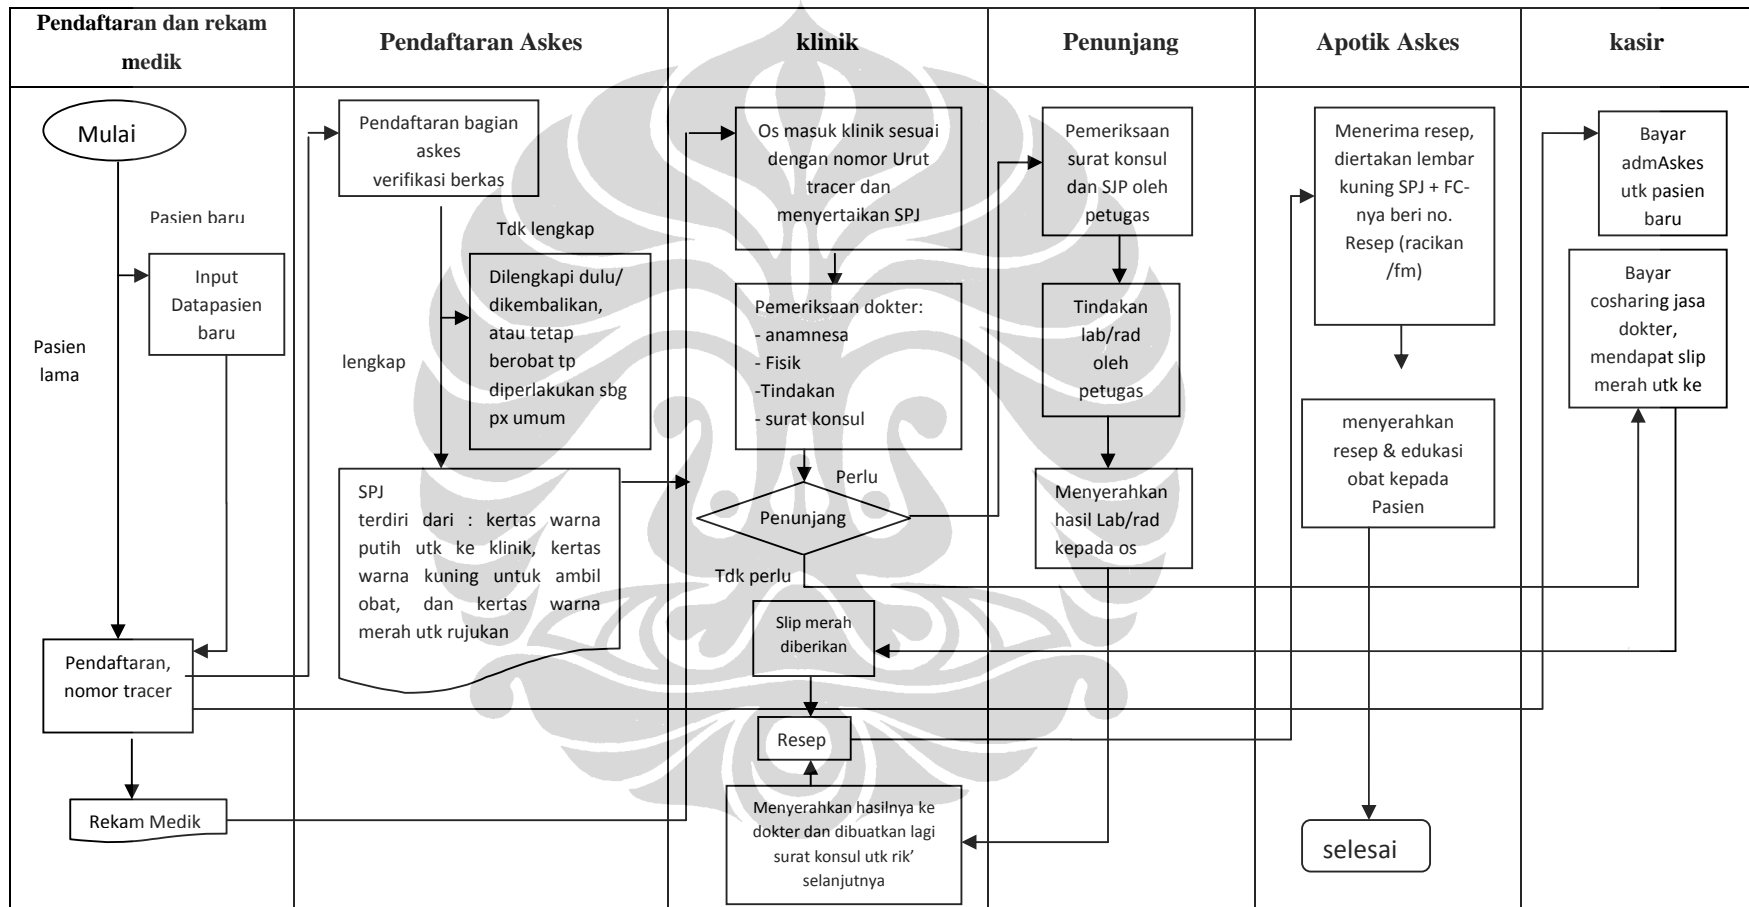 Pendaftaran dan rekam
medik
Pendaftaran Askes
klinik
Penunjang
Apotik Askes
kasir
Mulai
Pasien baru
Input
Datapasien
baru
Pasien
lama
Pendaftaran,
nomor tracer
Rekam Medik
Pendaftaran bagian
askes
verifikasi berkas
Tdk lengkap
Dilengkapi dulu/
dikembalikan,
atau tetap
berobat tp
diperlakukan sbg
px umum
lengkap
SPJ
terdiri dari : kertas warna
putih utk ke klinik, kertas
warna kuning untuk ambil
obat, dan kertas warna
merah utk rujukan
Os masuk klinik sesuai
dengan nomor Urut
tracer dan
menyertaikan SPJ
Pemeriksaan dokter:
- anamnesa
- Fisik
-Tindakan
- surat konsul
Perlu
Penunjang
Tdk perlu
Slip merah
diberikan
Resep
Menyerahkan hasilnya ke
dokter dan dibuatkan lagi
surat konsul utk rik’
selanjutnya
Pemeriksaan
surat konsul
dan SJP oleh
petugas
Tindakan
lab/rad
oleh
petugas
Menyerahkan
hasil Lab/rad
kepada os
Menerima resep,
diertakan lembar
kuning SPJ + FC-
nya beri no.
Resep (racikan
/fm)
menyerahkan
resep & edukasi
obat kepada
Pasien
selesai
Bayar
admAskes
utk pasien
baru
Bayar
cosharing jasa
dokter,
mendapat slip
merah utk ke